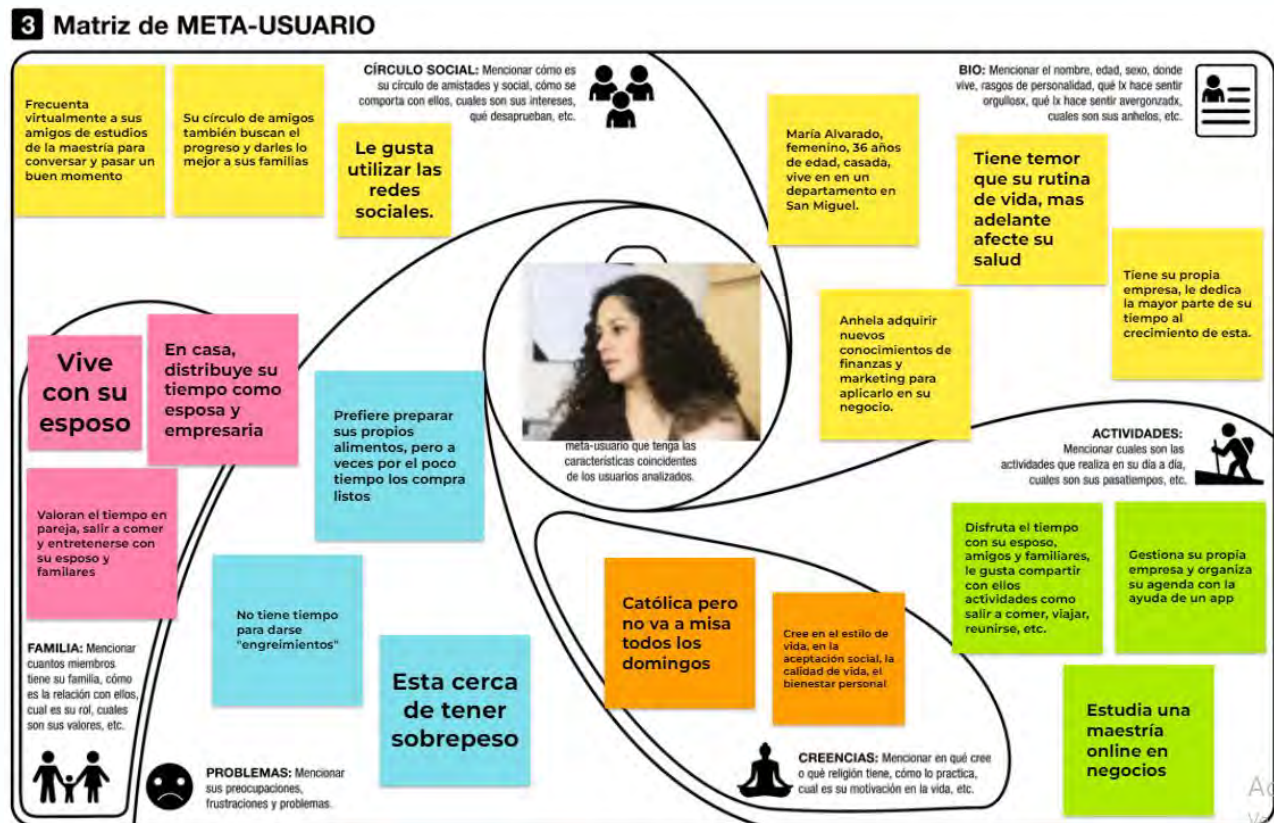 3 Matriz de META-USUARIO
CÍRCULO SOCIAL: Mencionar cómo es
su círculo de amistades y social, cómo se
comporta con ellos, cuales son sus intereses,
qué desaprueban, etc.
Frecuenta
virtualmente a sus
amigos de estudios
de la maestría para
conversar y pasar un
buen momento
Su círculo de amigos
también buscan el
progreso y darles lo
mejor a sus familias
Le gusta
utilizar las
redes
sociales.
BIO: Mencionar el nombre, edad, sexo, donde
vive, rasgos de personalidad, qué lx hace sentir
orgullosx, qué lx hace sentir avergonzadx,
cuales son sus anhelos, etc.
María Alvarado,
femenino, 36 años
de edad, casada,
vive en en un
departamento en
San Miguel.
Tiene temor
que su rutina
de vida, mas
adelante
afecte su
salud
Tiene su propia
empresa, le dedica
la mayor parte de su
tiempo al
crecimiento de esta.
Anhela adquirir
nuevos
conocimientos de
finanzas y
marketing para
aplicarlo en su
negocio.
meta-usuario que tenga las
características coincidentes
de los usuarios analizados.
Vive
con su
esposo
En casa,
distribuye su
tiempo como
esposa y
empresaria
Valoran el tiempo en
pareja, salir a comer
y entretenerse con
su esposo y
familares
FAMILIA: Mencionar
cuantos miembros
tiene su familia, cómo
es la relación con ellos,
cual es su rol, cuales
son sus valores, etc.
Prefiere preparar
sus propios
alimentos, pero a
veces por el poco
tiempo los compra
listos
No tiene tiempo
para darse
"engreimientos"
Esta cerca
de tener
sobrepeso
PROBLEMAS: Mencionar
sus preocupaciones,
frustraciones y problemas.
Católica pero
no va a misa
todos los
domingos
Cree en el estilo de
vida, en la
aceptación social, la
calidad de vida, el
bienestar personal
CREENCIAS: Mencionar en qué cree
o qué religión tiene, cómo lo practica,
cual es su motivación en la vida, etc.
ACTIVIDADES:
Mencionar cuales son las
actividades que realiza en su día a día,
cuales son sus pasatiempos, etc.
Disfruta el tiempo
con su esposo,
amigos y familiares,
le gusta compartir
con ellos
actividades como
salir a comer, viajar,
reunirse, etc.
Gestiona su propia
empresa y organiza
su agenda con la
ayuda de un app
Estudia una
maestría
online en
negocios